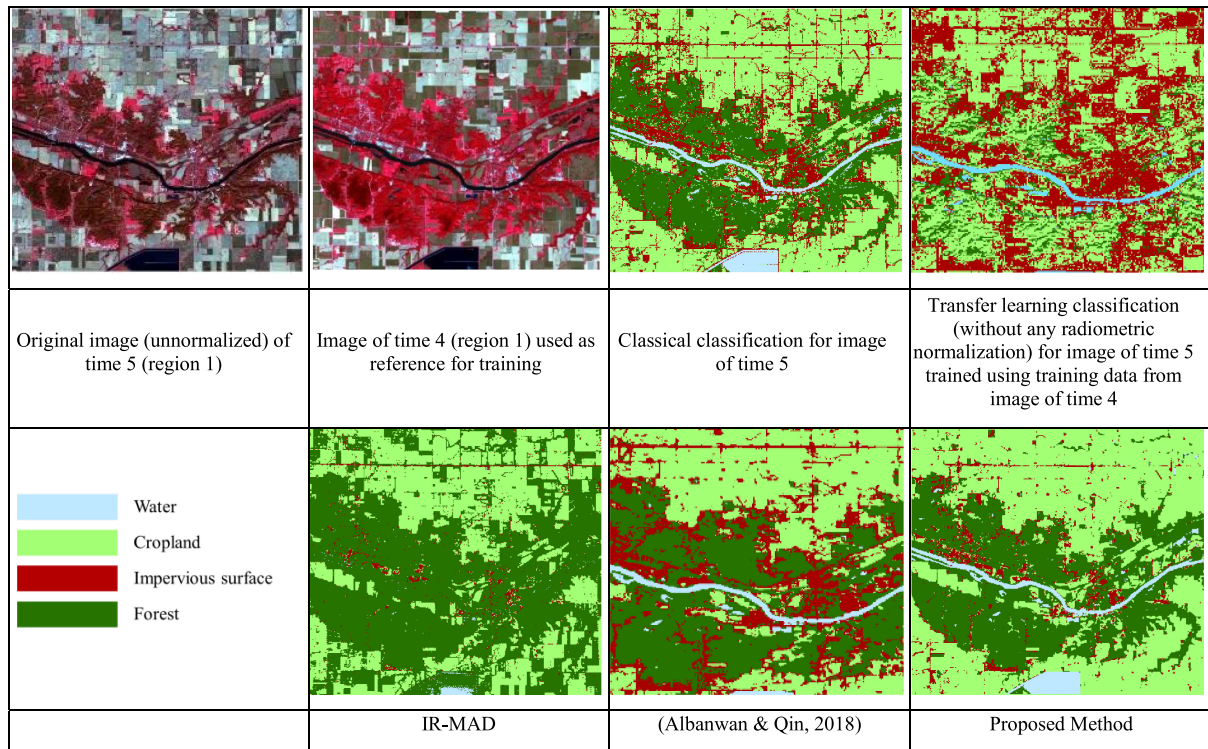 Original image (unnormalized) of
time 5 (region 1)
Image of time 4 (region 1) used as
reference for training
Classical classification for image
of time 5
Transfer learning classification
(without any radiometric
normalization) for image of time 5
trained using training data from
image of time 4
Water
Cropland
Impervious surface
Forest
IR-MAD
(Albanwan & Qin, 2018)
Proposed Method